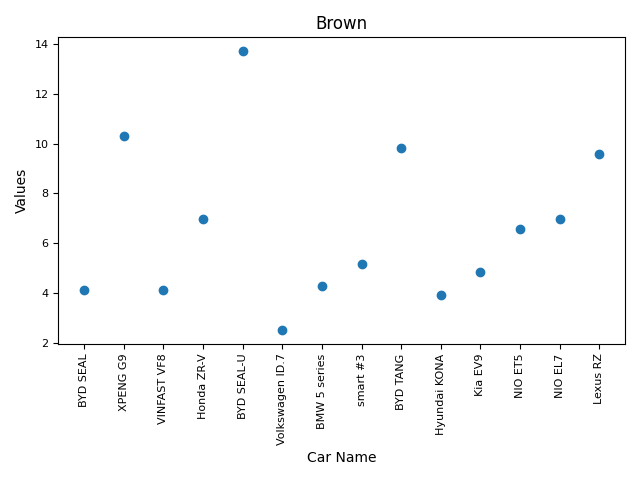 Brown
Values
14
12
10
8
6
4
2
BYD SEAL
XPENG G9
VINFAST VF8
Honda ZR-V
BYD SEAL-U
Volkswagen ID.7
BMW 5 series
smart #3
BYD TANG
Hyundai KONA
Kia EV9
NIO ET5
NIO EL7
Lexus RZ
Car Name